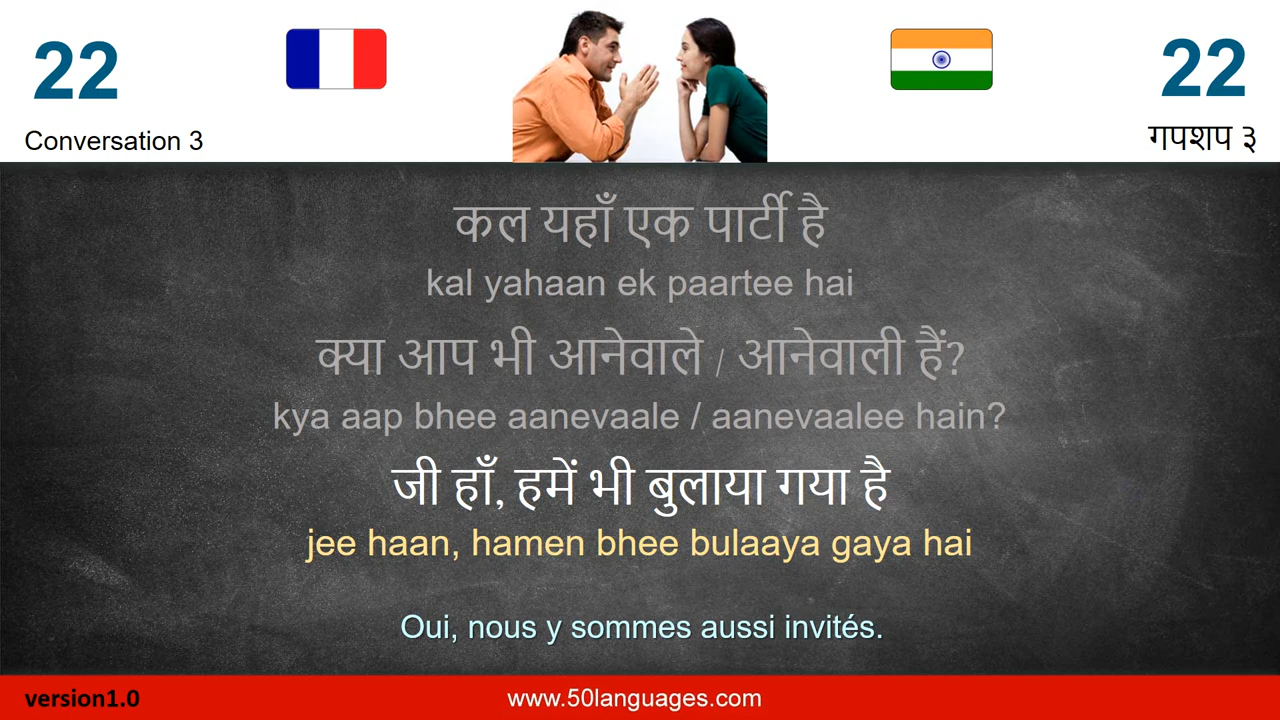 22
22
Conversation 3
गपशप ३
कल यहाँ एक पार्टी है
kal yahaan ek paartee hai
क्या आप भी आनेवाले / आनेवाली हैं?
kya aap bhee aanevaale / aanevaalee hain?
जी हाँ, हमें भी बुलाया गया है
jee haan, hamen bhee bulaaya gaya hai
Oui, nous y sommes aussi invités.
version1.0
www.50languages.com